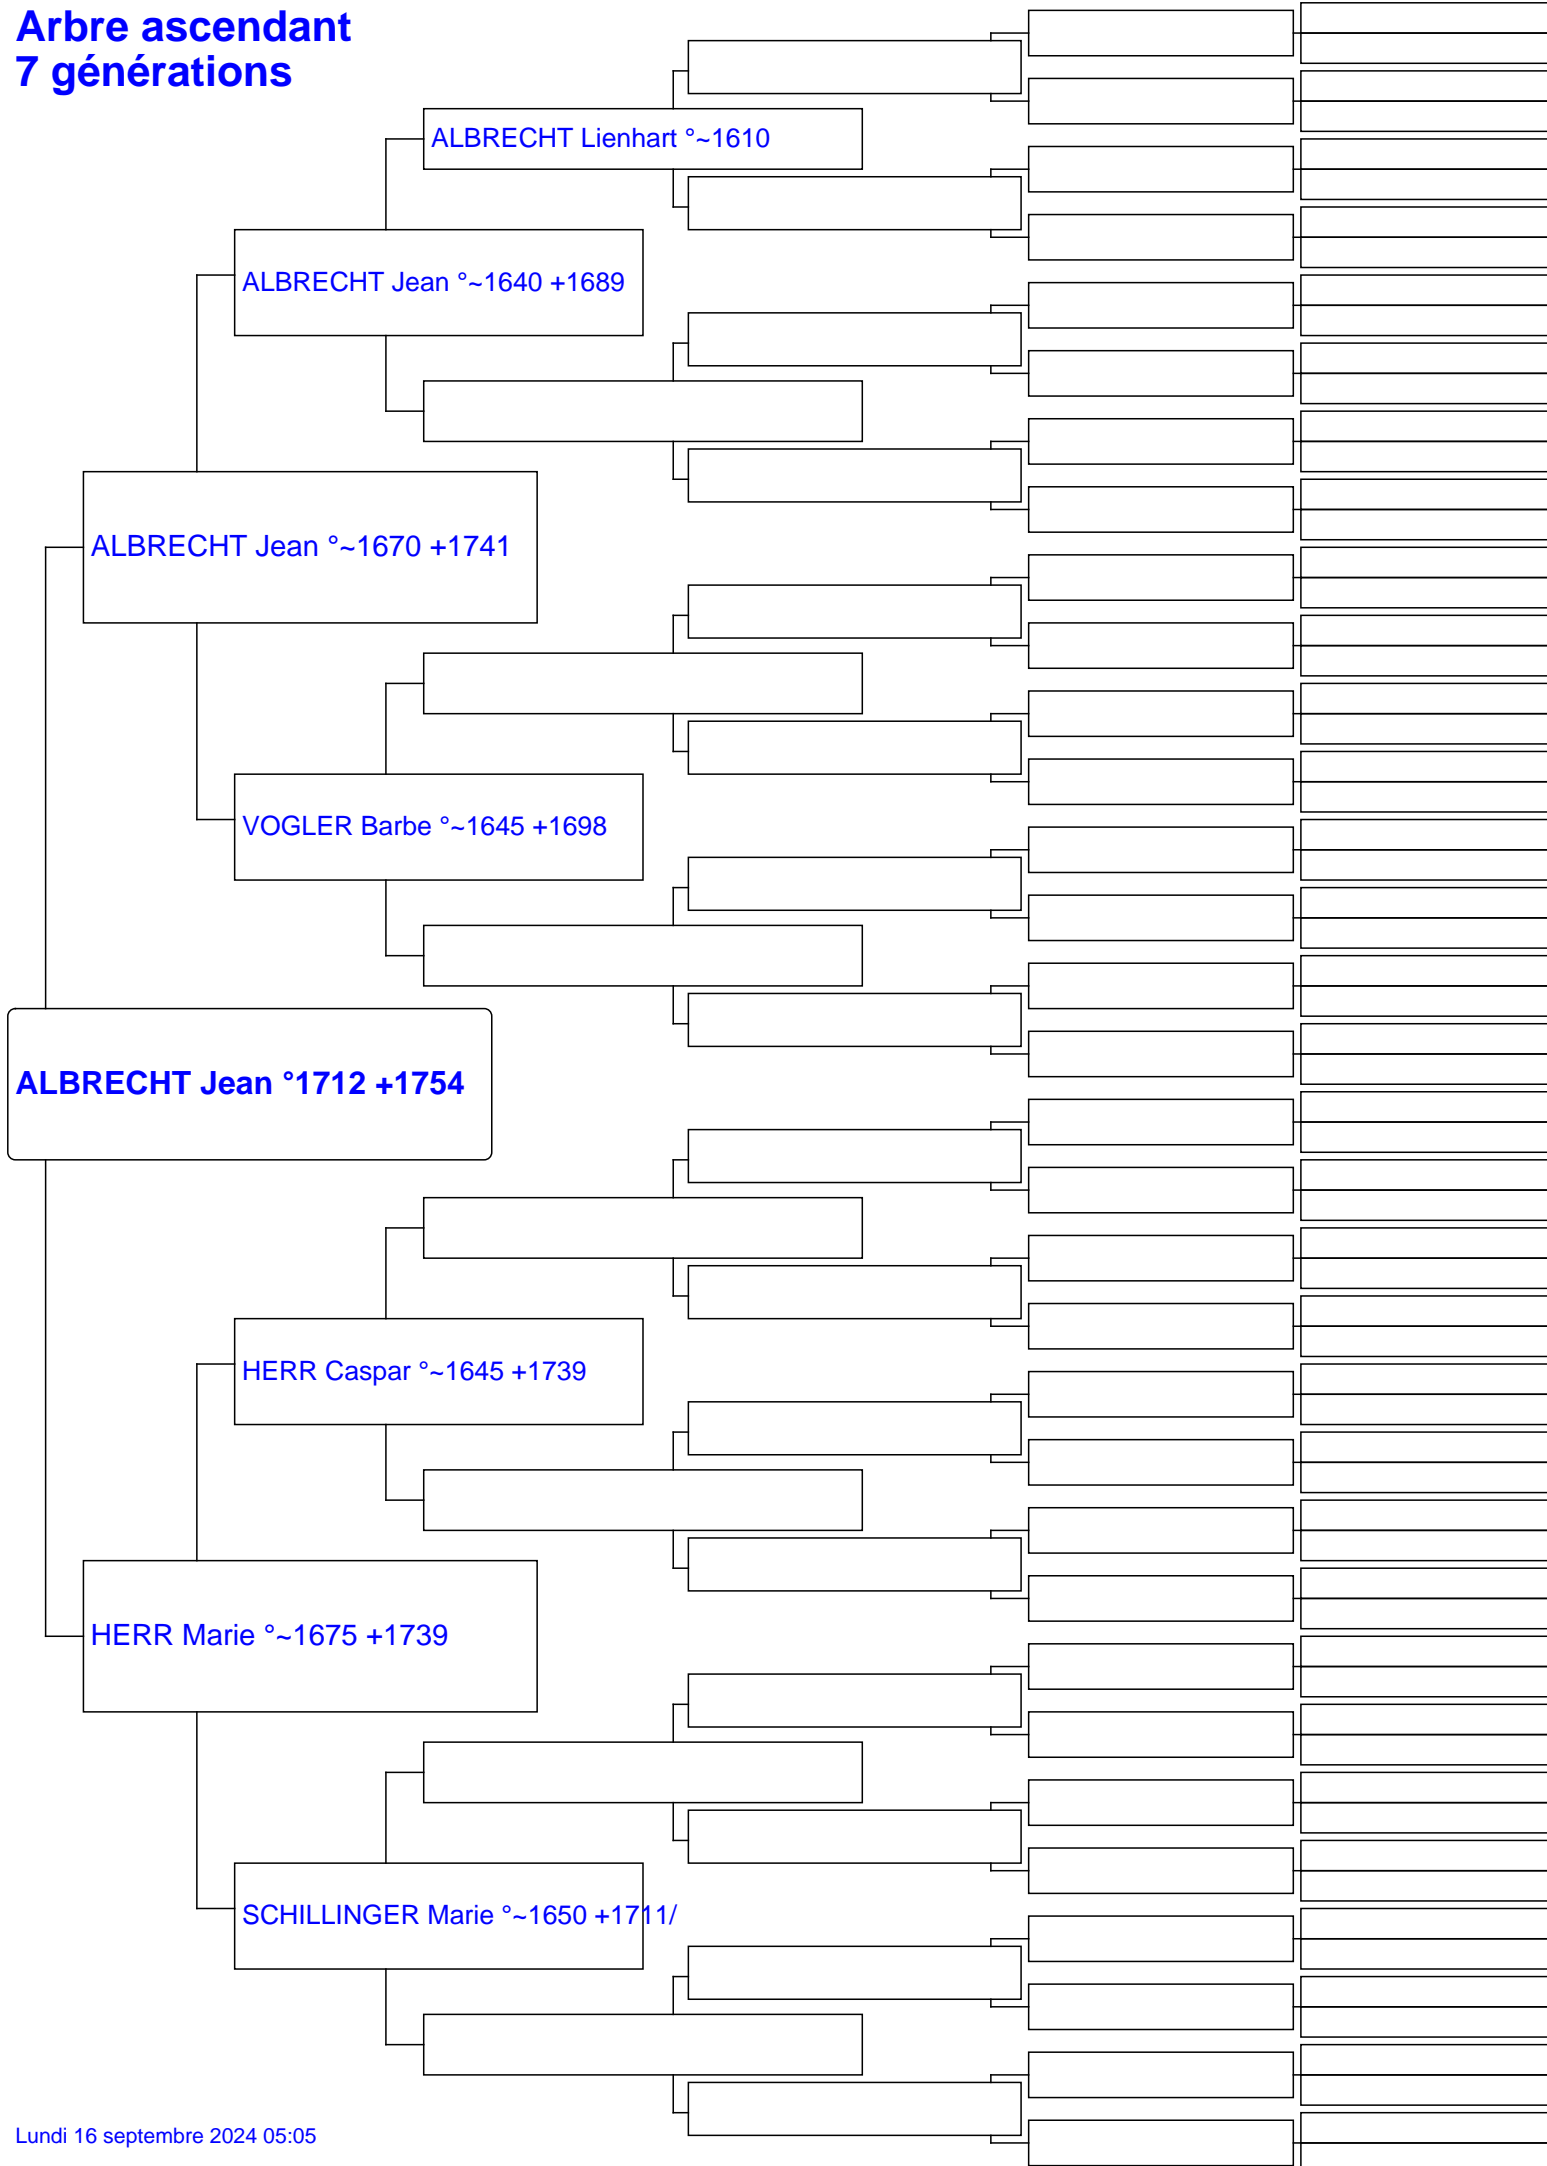 Arbre ascendant
7 générations
ALBRECHT Lienhart °~1610
ALBRECHT Jean °~1640 +1689
ALBRECHT Jean °~1670 +1741
VOGLER Barbe °~1645 +1698
ALBRECHT Jean °1712 +1754
HERR Caspar °~1645 +1739
HERR Marie °~1675 +1739
SCHILLINGER Marie °~1650 +1711/
Lundi 16 septembre 2024 05:05